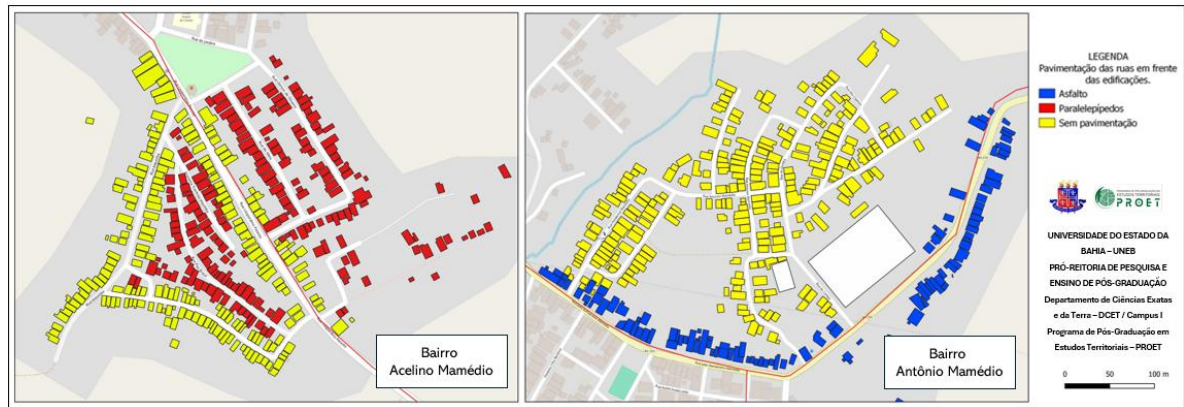 Bairro
Acelino Mamédio
Bairro
Antônio Mamédio
LEGENDA
Pavimentação das ruas em frente
das edificações.
Asfalto
Paralelepípedos
Sem pavimentação
PROET
UNIVERSIDADE DO ESTADO DA
BAHIA – UNEB
PRÓ-REITORIA DE PESQUISA E
ENSINO DE PÓS-GRADUAÇÃO
Departamento de Ciências Exatas
e da Terra – DCET / Campus I
Programa de Pós-Graduação em
Estudos Territoriais – PROET
0 50 100 m